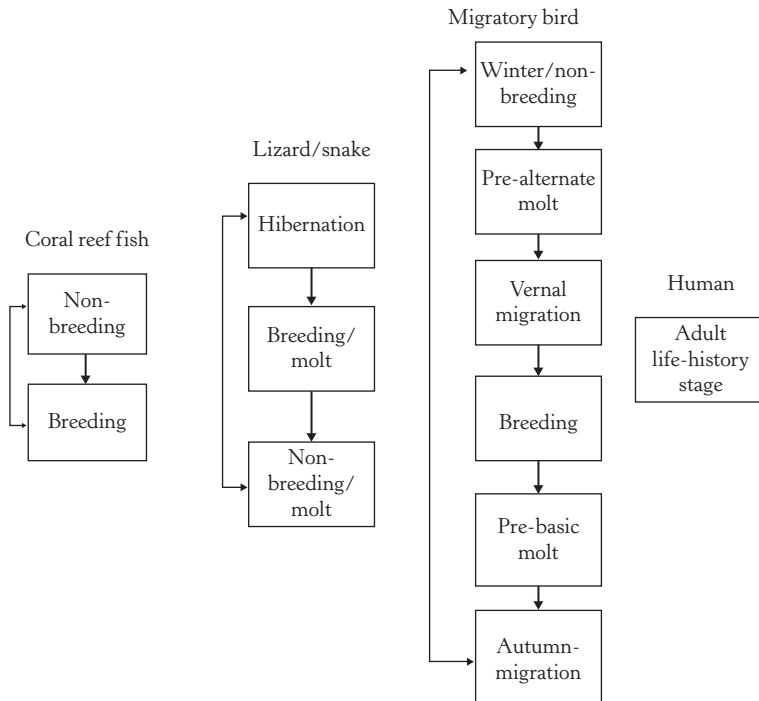 Coral reef fish
Non-
breeding
Breeding
Lizard/snake
Hibernation
Breeding/
molt
Non-
breeding/
molt
Migratory bird
Winter/non-
breeding
Pre-alternate
molt
Vernal
migration
Breeding
Pre-basic
molt
Autumn-
migration
Human
Adult
life-history
stage